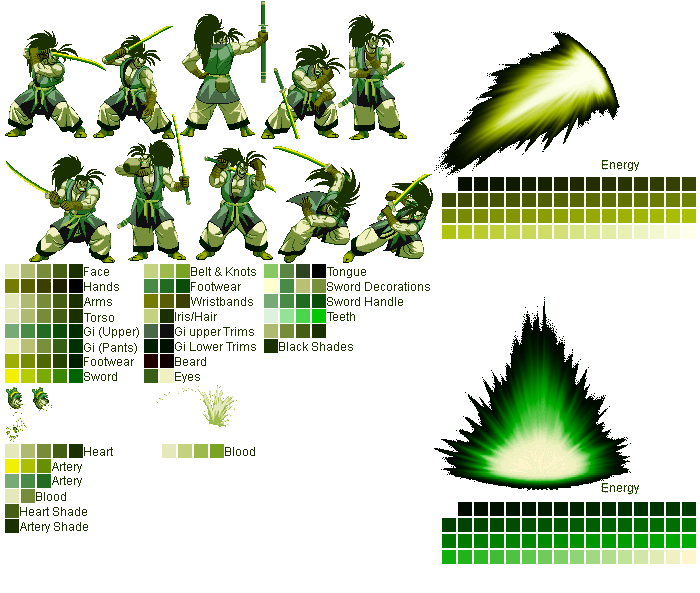 Energy
Face
Hands
Arms
Torso
Gi (Upper)
Gi (Pants)
Footwear
Sword
Belt & Knots
Footwear
Wristbands
Iris/Hair
Gi upper Trims
Gi Lower Trims
Beard
Eyes
Tongue
Sword Decorations
Sword Handle
Teeth
Black Shades
Heart
Artery
Artery
Blood
Heart Shade
Artery Shade
Blood
Energy